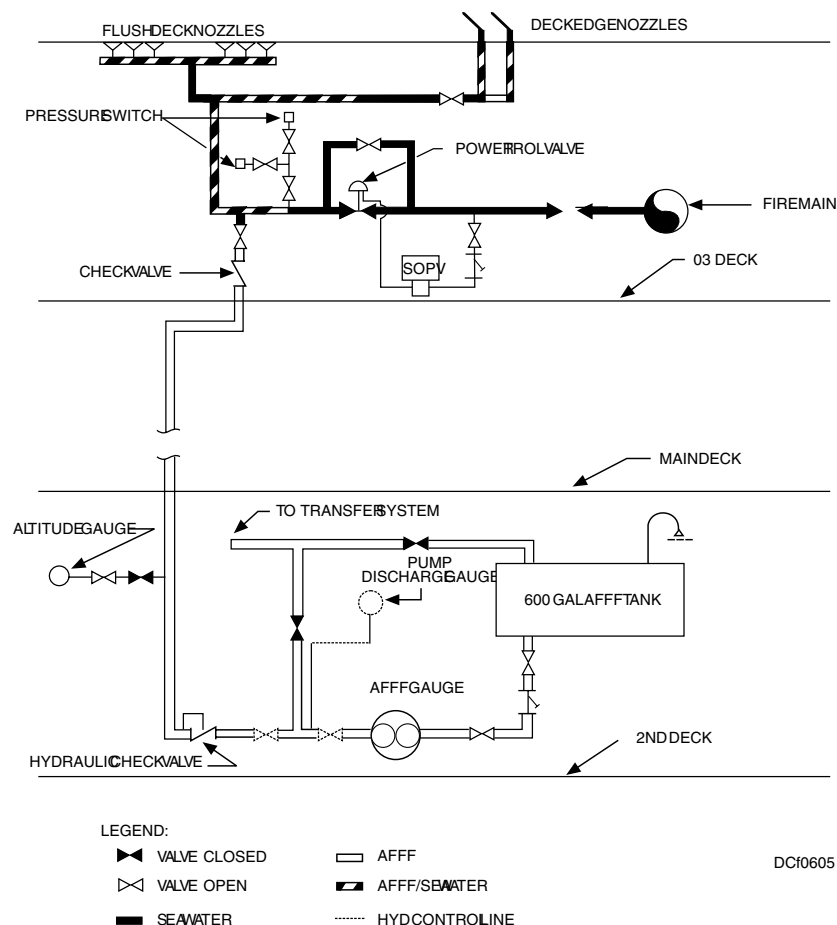 FLUSHDECKNOZZLES
DECKEDGENOZZLES
PRESSURESWITCH
POWERTROLVALVE
FIREMAIN
CHECKVALVE
SOPV
03 DECK
MAINDECK
TO TRANSFERSYSTEM
ALTITUDEGAUGE
PUMP
DISCHARGEGAUGE
600 GALAFFFTANK
AFFFGAUGE
2NDDECK
HYDRAULICCHECKVALVE
LEGEND:
VALVE CLOSED
AFFF
DCf0605
VALVE OPEN
AFFF/SEAWATER
SEAWATER
HYDCONTROLLINE